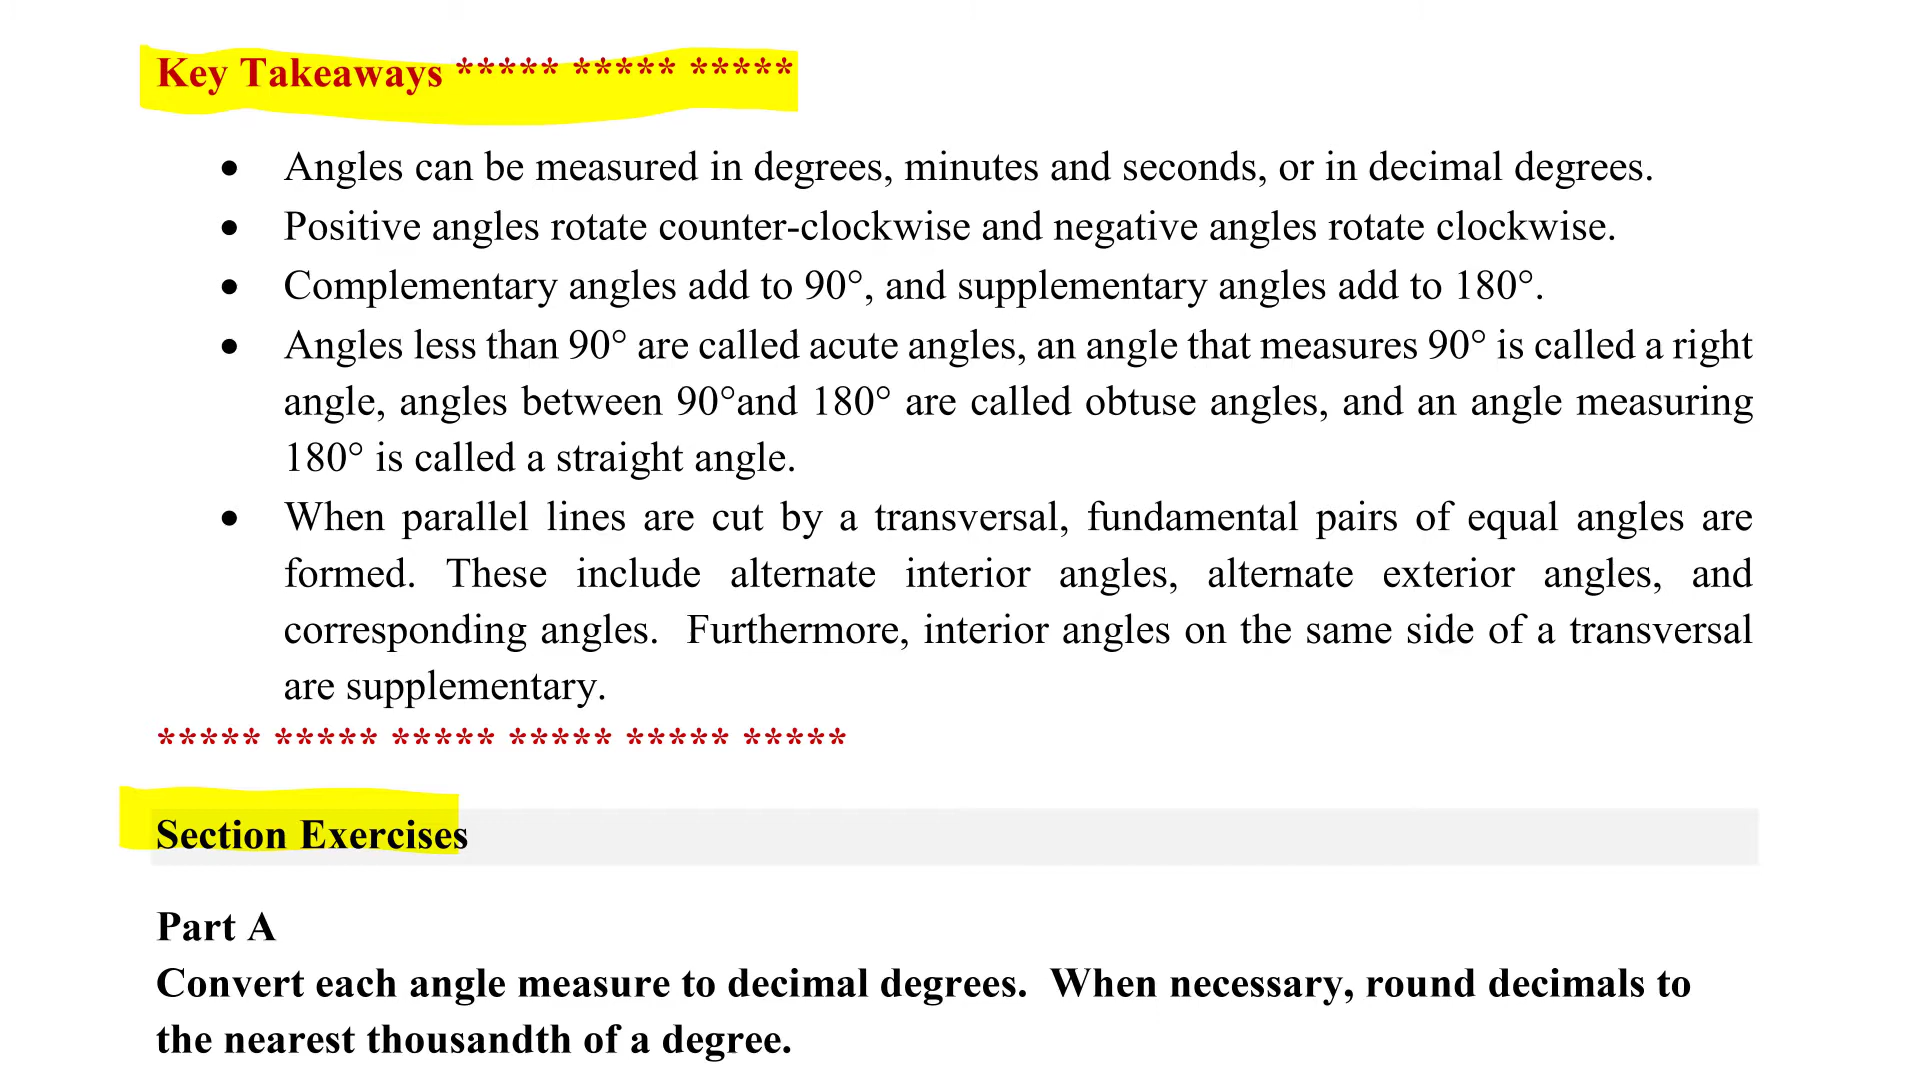 Key Takeaways ***** ***** *****
• Angles can be measured in degrees, minutes and seconds, or in decimal degrees.
• Positive angles rotate counter-clockwise and negative angles rotate clockwise.
• Complementary angles add to 90°, and supplementary angles add to 180°.
• Angles less than 90° are called acute angles, an angle that measures 90° is called a right
angle, angles between 90°and 180° are called obtuse angles, and an angle measuring
180° is called a straight angle.
• When parallel lines are cut by a transversal, fundamental pairs of equal angles are
formed. These include alternate interior angles, alternate exterior angles, and
corresponding angles.  Furthermore, interior angles on the same side of a transversal
are supplementary.
***** ***** ***** ***** ***** *****
Section Exercises
Part A
Convert each angle measure to decimal degrees.  When necessary, round decimals to
the nearest thousandth of a degree.